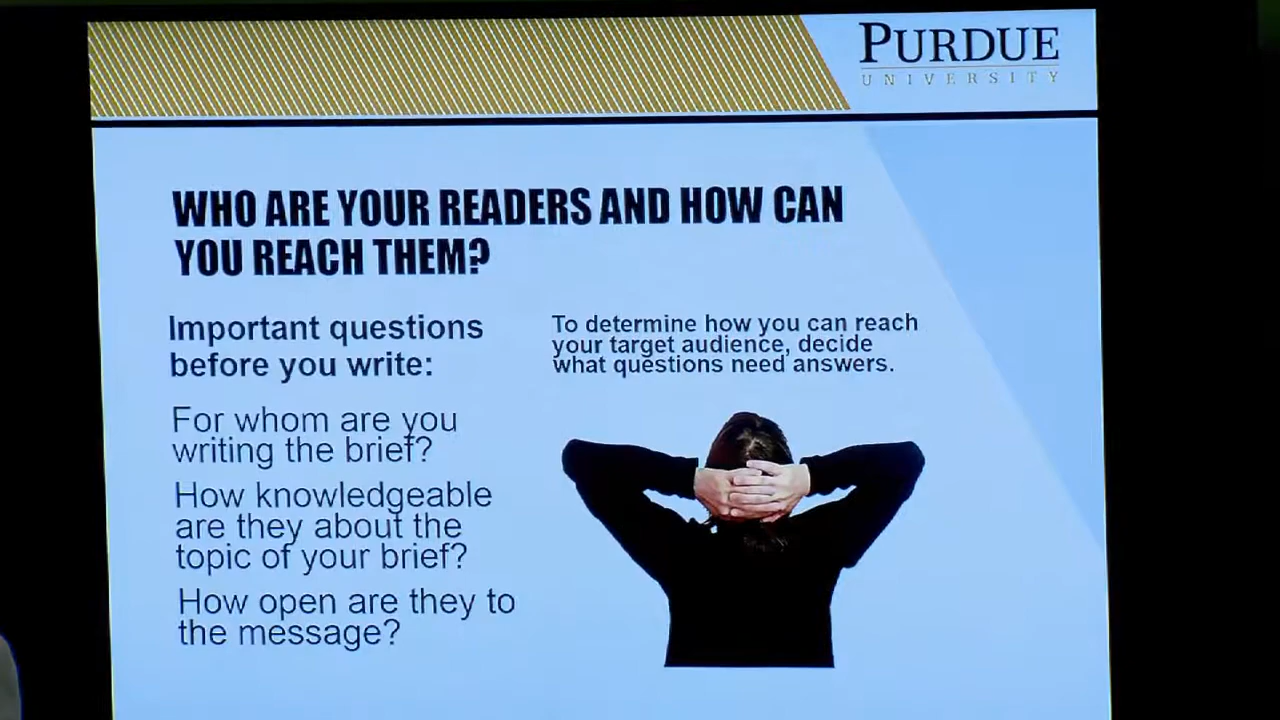 PURDUE
UNIVERSITY
WHO ARE YOUR READERS AND HOW CAN
YOU REACH THEM?
Important questions
before you write:
For whom are you
writing the brief?
How knowledgeable
are they about the
topic of your brief?
How open are they to
the message?
To determine how you can reach
your target audience, decide
what questions need answers.